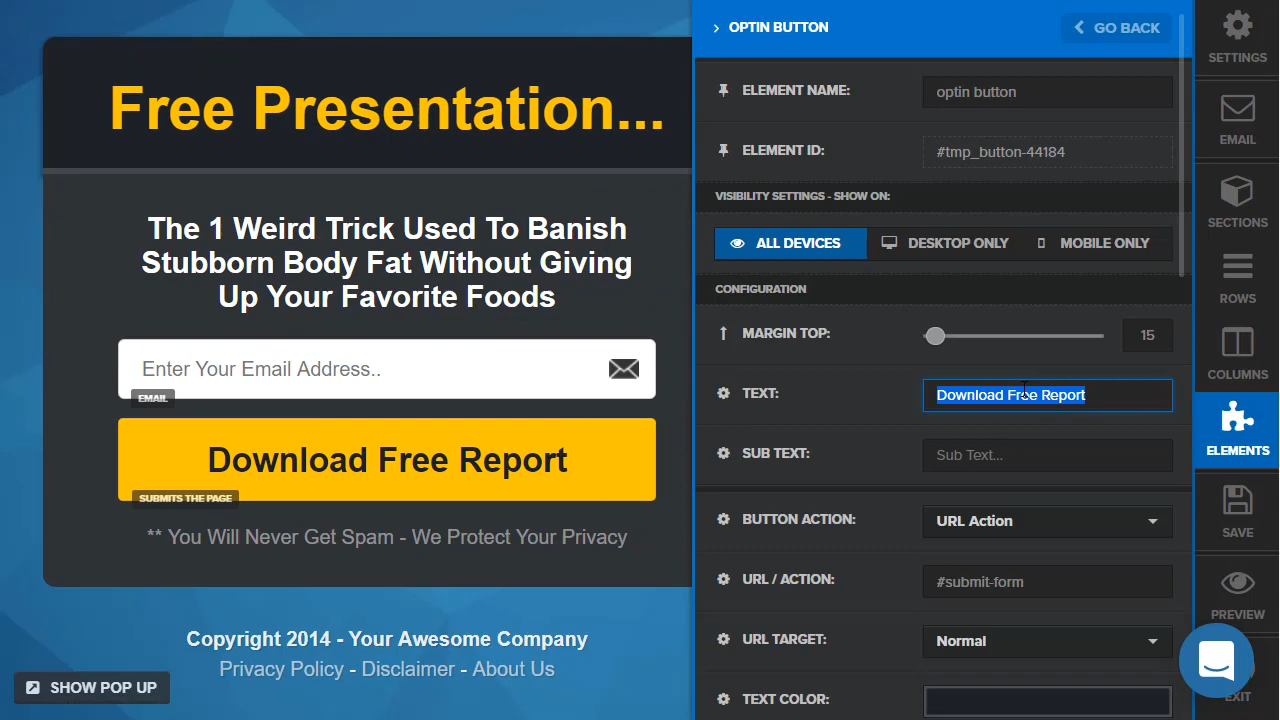 Free Presentation...
The 1 Weird Trick Used To Banish
Stubborn Body Fat Without Giving
Up Your Favorite Foods
Enter Your Email Address..
EMAIL
Download Free Report
SUBMITS THE PAGE
** You Will Never Get Spam - We Protect Your Privacy
Copyright 2014 - Your Awesome Company
Privacy Policy - Disclaimer - About Us
SHOW POP UP
OPTIN BUTTON
GO BACK
ELEMENT NAME:
optin button
ELEMENT ID:
#tmp_button-44184
VISIBILITY SETTINGS - SHOW ON:
ALL DEVICES
DESKTOP ONLY
MOBILE ONLY
CONFIGURATION
MARGIN TOP:
15
TEXT:
Download Free Report
SUB TEXT:
Sub Text...
BUTTON ACTION:
URL Action
URL / ACTION:
#submit-form
URL TARGET:
Normal
TEXT COLOR:
SETTINGS
EMAIL
SECTIONS
ROWS
COLUMNS
ELEMENTS
SAVE
PREVIEW
EXIT